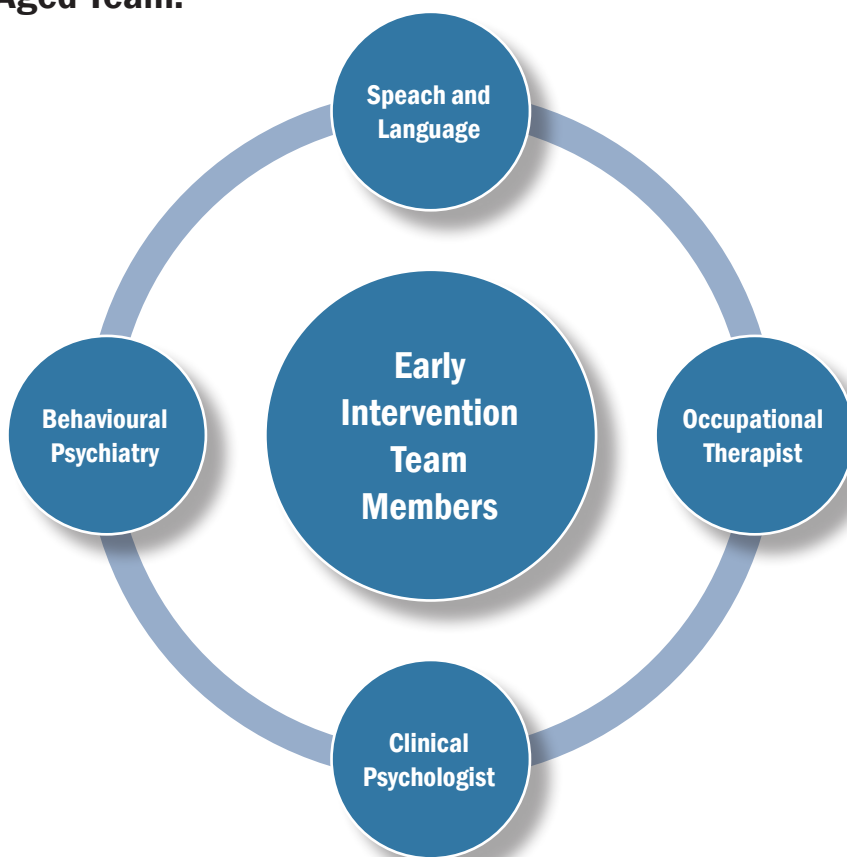 Aged Team.
Speach and
Language
Behavioural
Psychiatry
Early
Intervention
Team
Members
Occupational
Therapist
Clinical
Psychologist